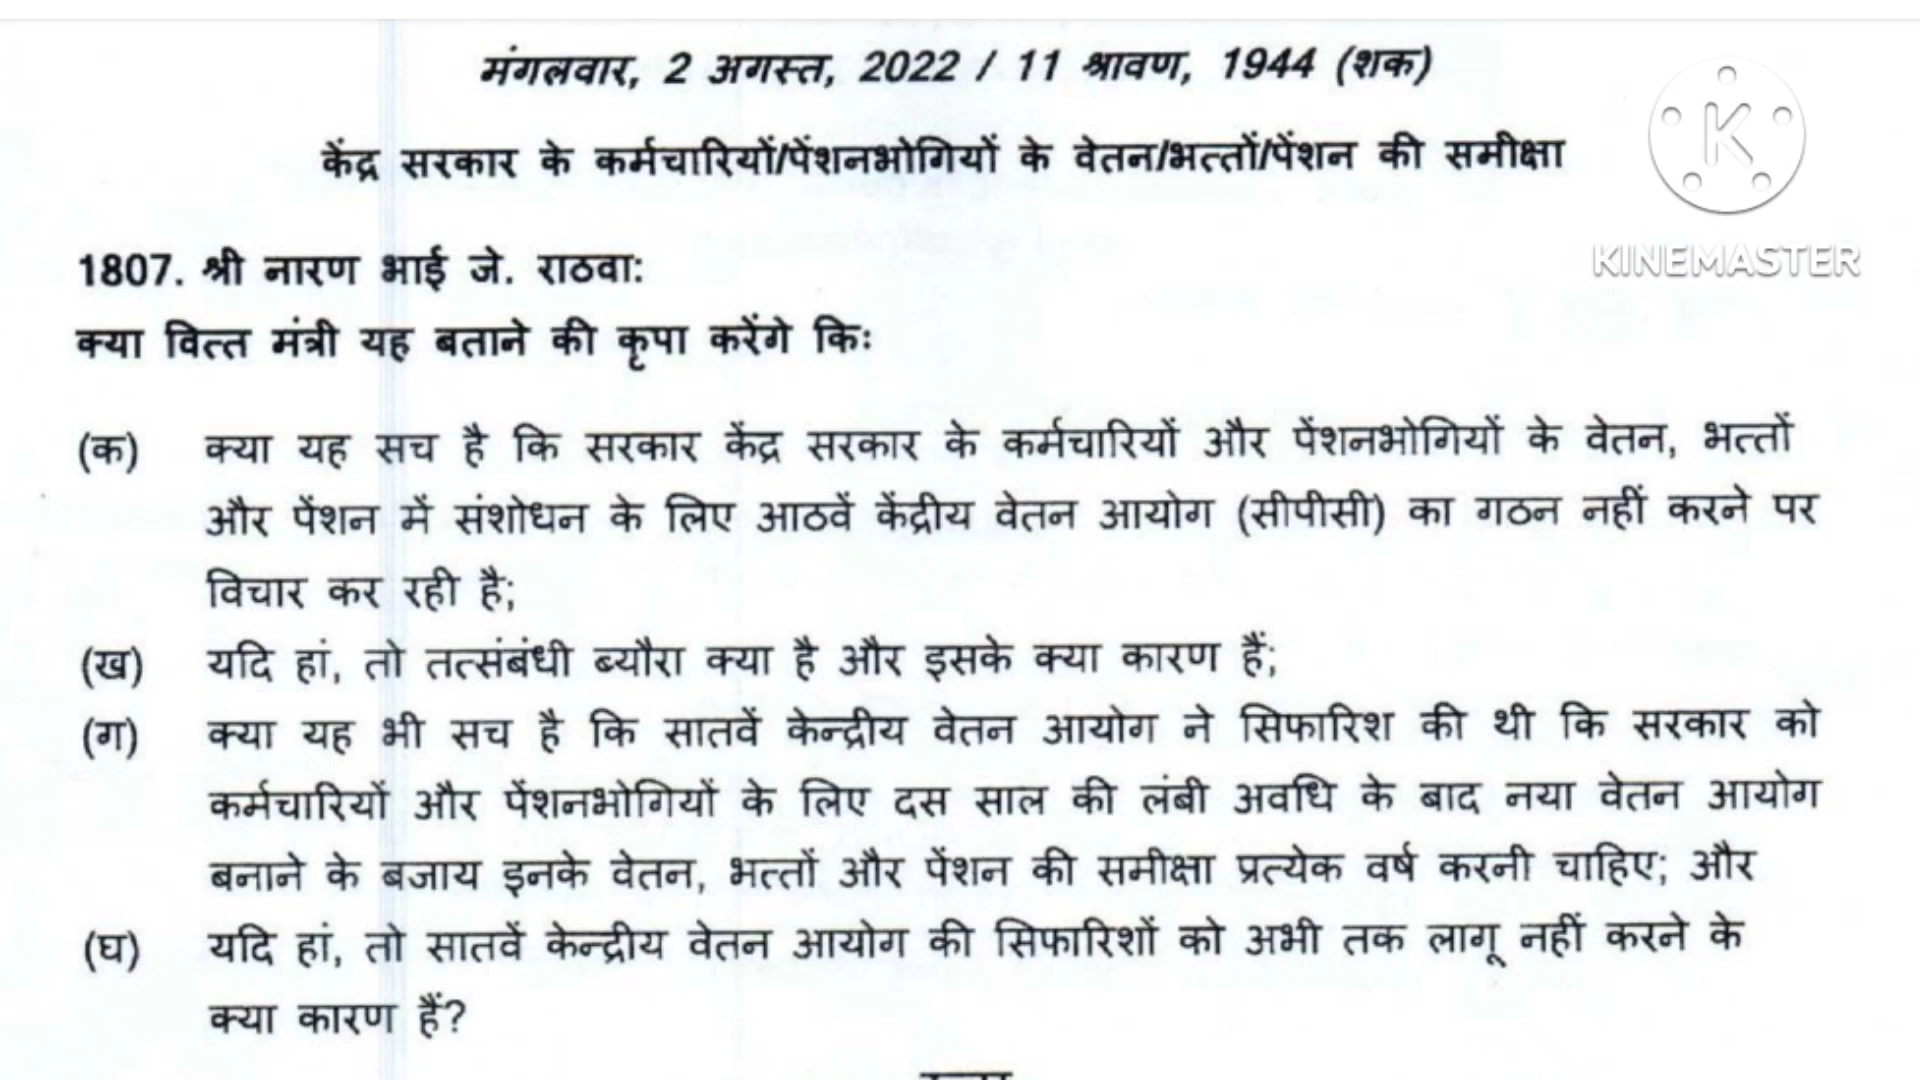 मंगलवार, 2 अगस्त, 2022 / 11 श्रावण, 1944 (शक)
केंद्र सरकार के कर्मचारियों/पेंशनभोगियों के वेतन/भत्तों/पेंशन की समीक्षा
K
KINEMASTER
1807. श्री नारण भाई जे. राठवा:
क्या वित्त मंत्री यह बताने की कृपा करेंगे कि:
(क) क्या यह सच है कि सरकार केंद्र सरकार के कर्मचारियों और पेंशनभोगियों के वेतन, भत्तों
और पेंशन में संशोधन के लिए आठवें केंद्रीय वेतन आयोग (सीपीसी) का गठन नहीं करने पर
विचार कर रही है;
(ख) यदि हां, तो तत्संबंधी ब्यौरा क्या है और इसके क्या कारण हैं;
(ग) क्या यह भी सच है कि सातवें केन्द्रीय वेतन आयोग ने सिफारिश की थी कि सरकार को
कर्मचारियों और पेंशनभोगियों के लिए दस साल की लंबी अवधि के बाद नया वेतन आयोग
बनाने के बजाय इनके वेतन, भत्तों और पेंशन की समीक्षा प्रत्येक वर्ष करनी चाहिए; और
(घ) यदि हां, तो सातवें केन्द्रीय वेतन आयोग की सिफारिशों को अभी तक लागू नहीं करने के
क्या कारण हैं?